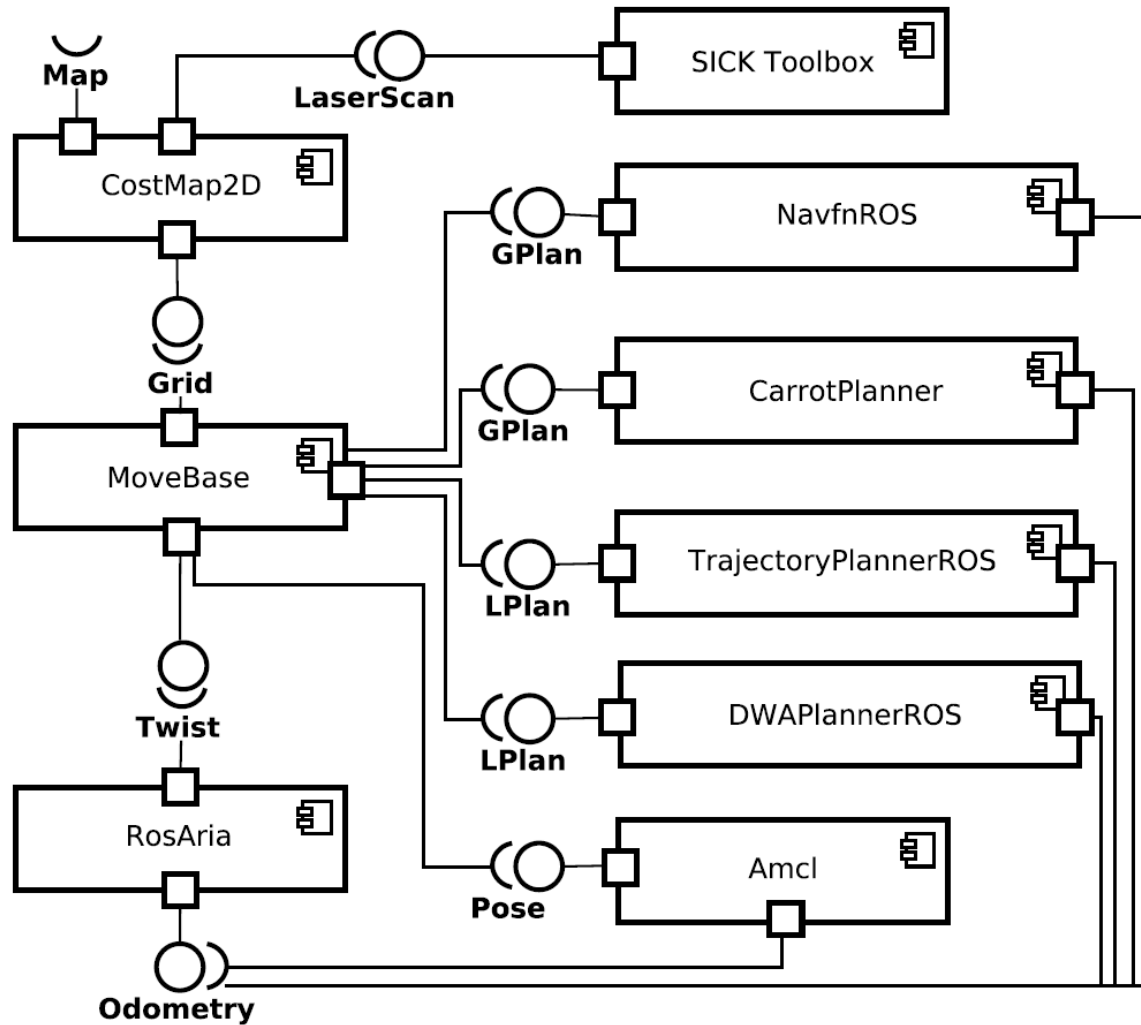 Map
LaserScan
SICK Toolbox
CostMap2D
GPlan
NavfnROS
Grid
GPlan
CarrotPlanner
MoveBase
LPlan
TrajectoryPlannerROS
Twist
LPlan
DWAPlannerROS
RosAria
Pose
Amcl
Odometry